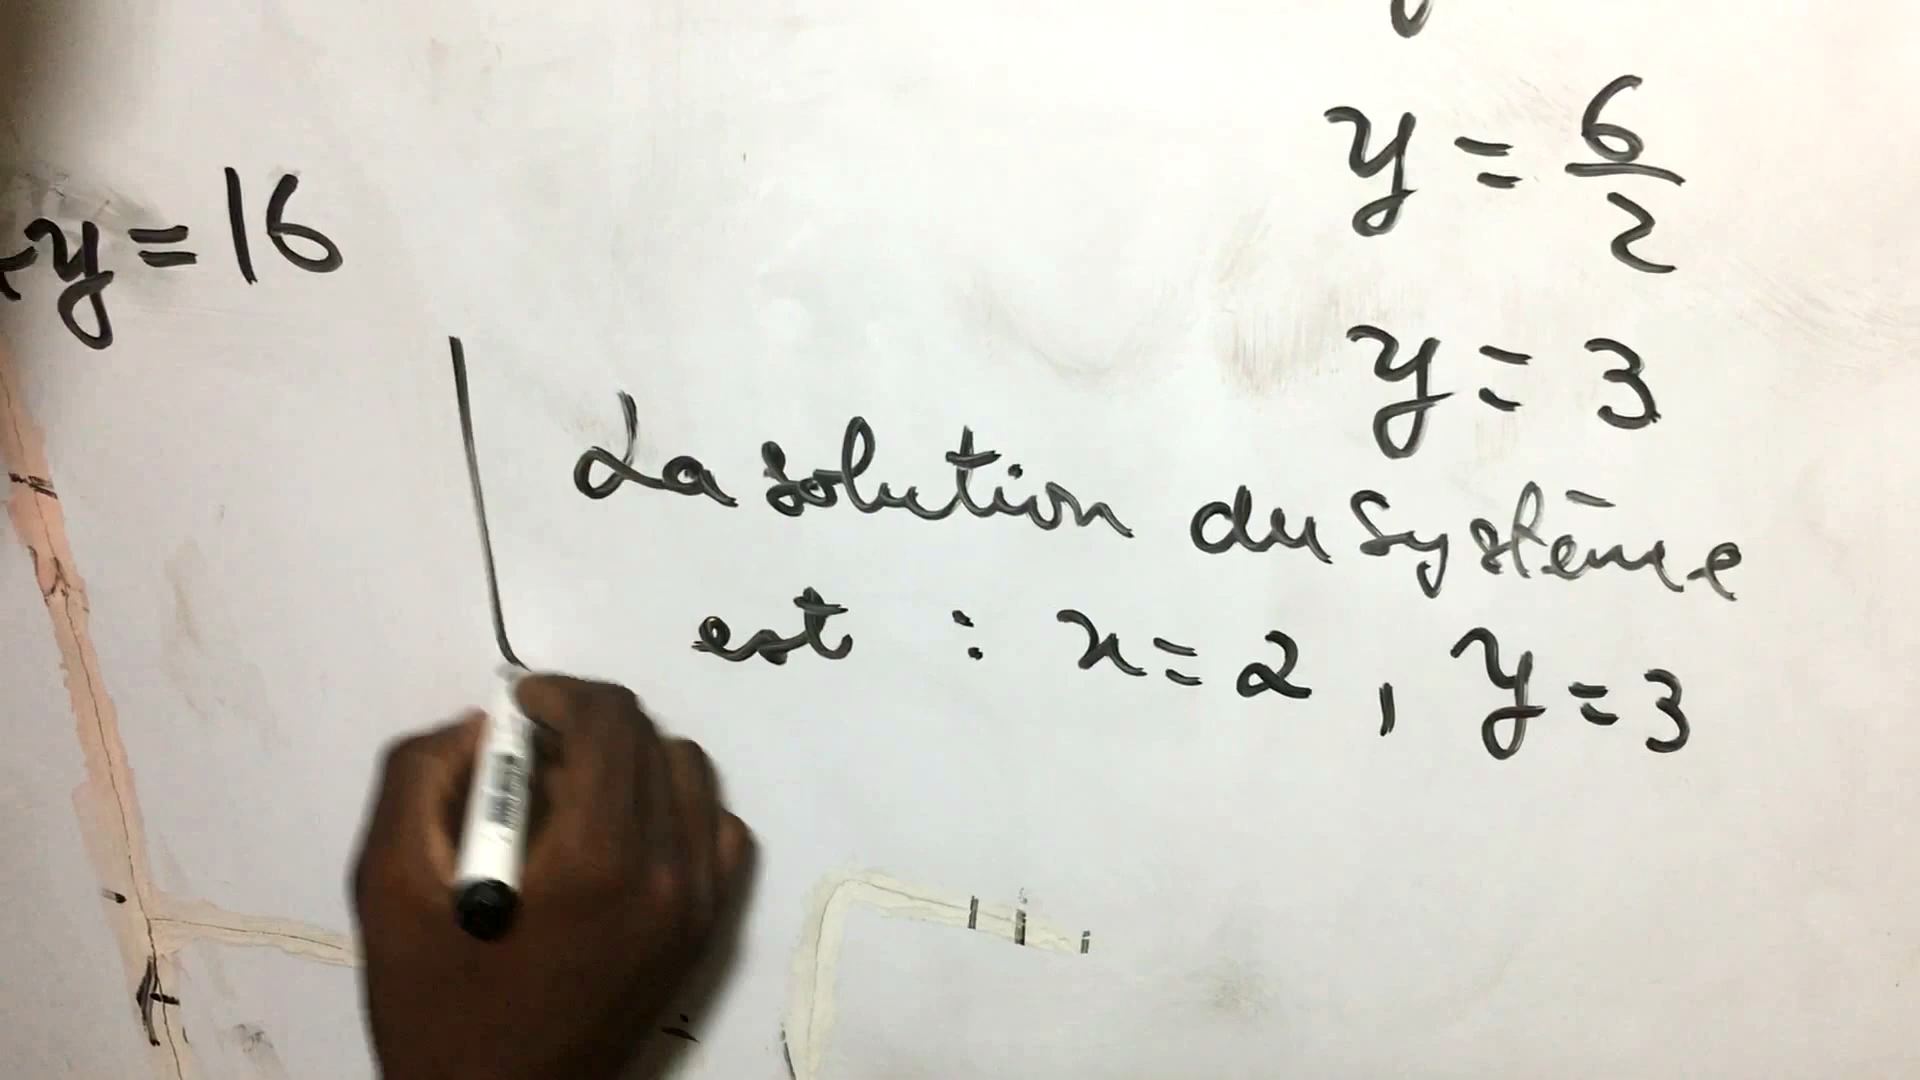 y = 6/2
y = 16
y = 3
La solution du système
est : x = 2 , y = 3